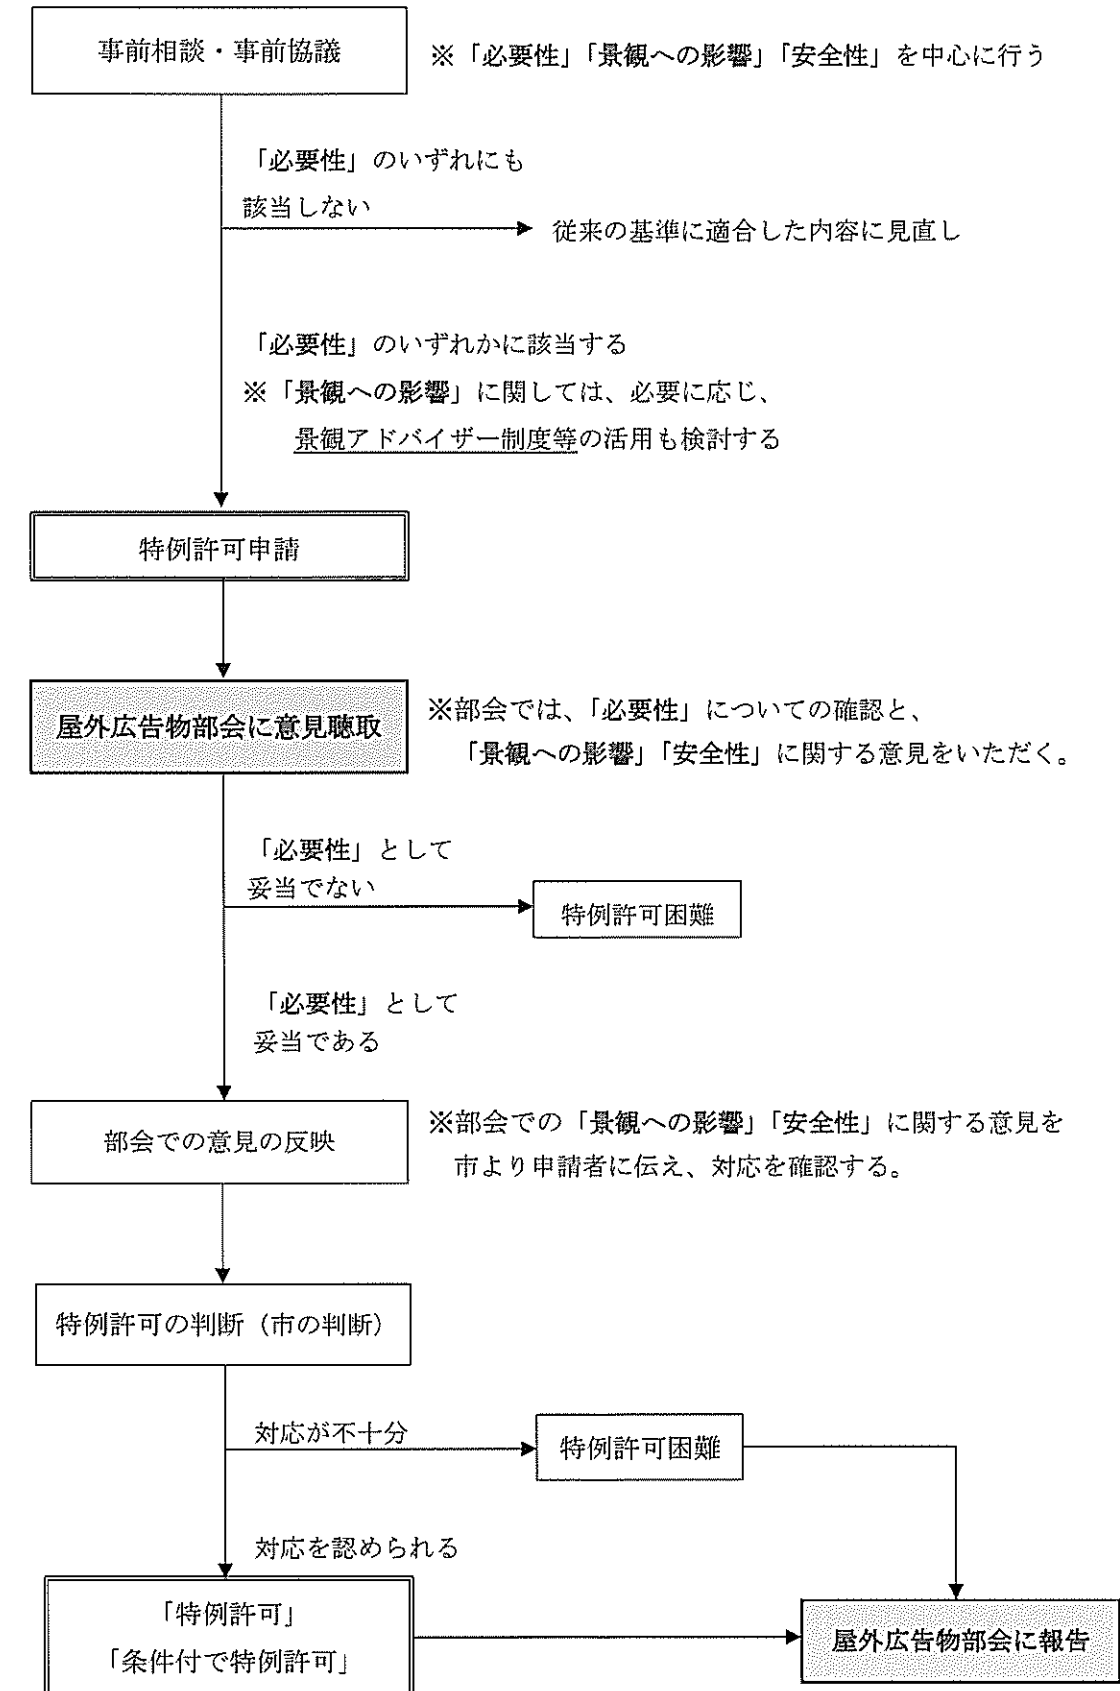 事前相談・事前協議
※「必要性」「景観への影響」「安全性」を中心に行う
「必要性」のいずれにも
該当しない
従来の基準に適合した内容に見直し
「必要性」のいずれかに該当する
※「景観への影響」に関しては、必要に応じ、
景観アドバイザー制度等の活用も検討する
特例許可申請
屋外広告物部会に意見聴取
※部会では、「必要性」についての確認と、
「景観への影響」「安全性」に関する意見をいただく。
「必要性」として
妥当でない
特例許可困難
「必要性」として
妥当である
部会での意見の反映
※部会での「景観への影響」「安全性」に関する意見を
市より申請者に伝え、対応を確認する。
特例許可の判断（市の判断）
対応が不十分
特例許可困難
対応を認められる
「特例許可」
「条件付で特例許可」
屋外広告物部会に報告